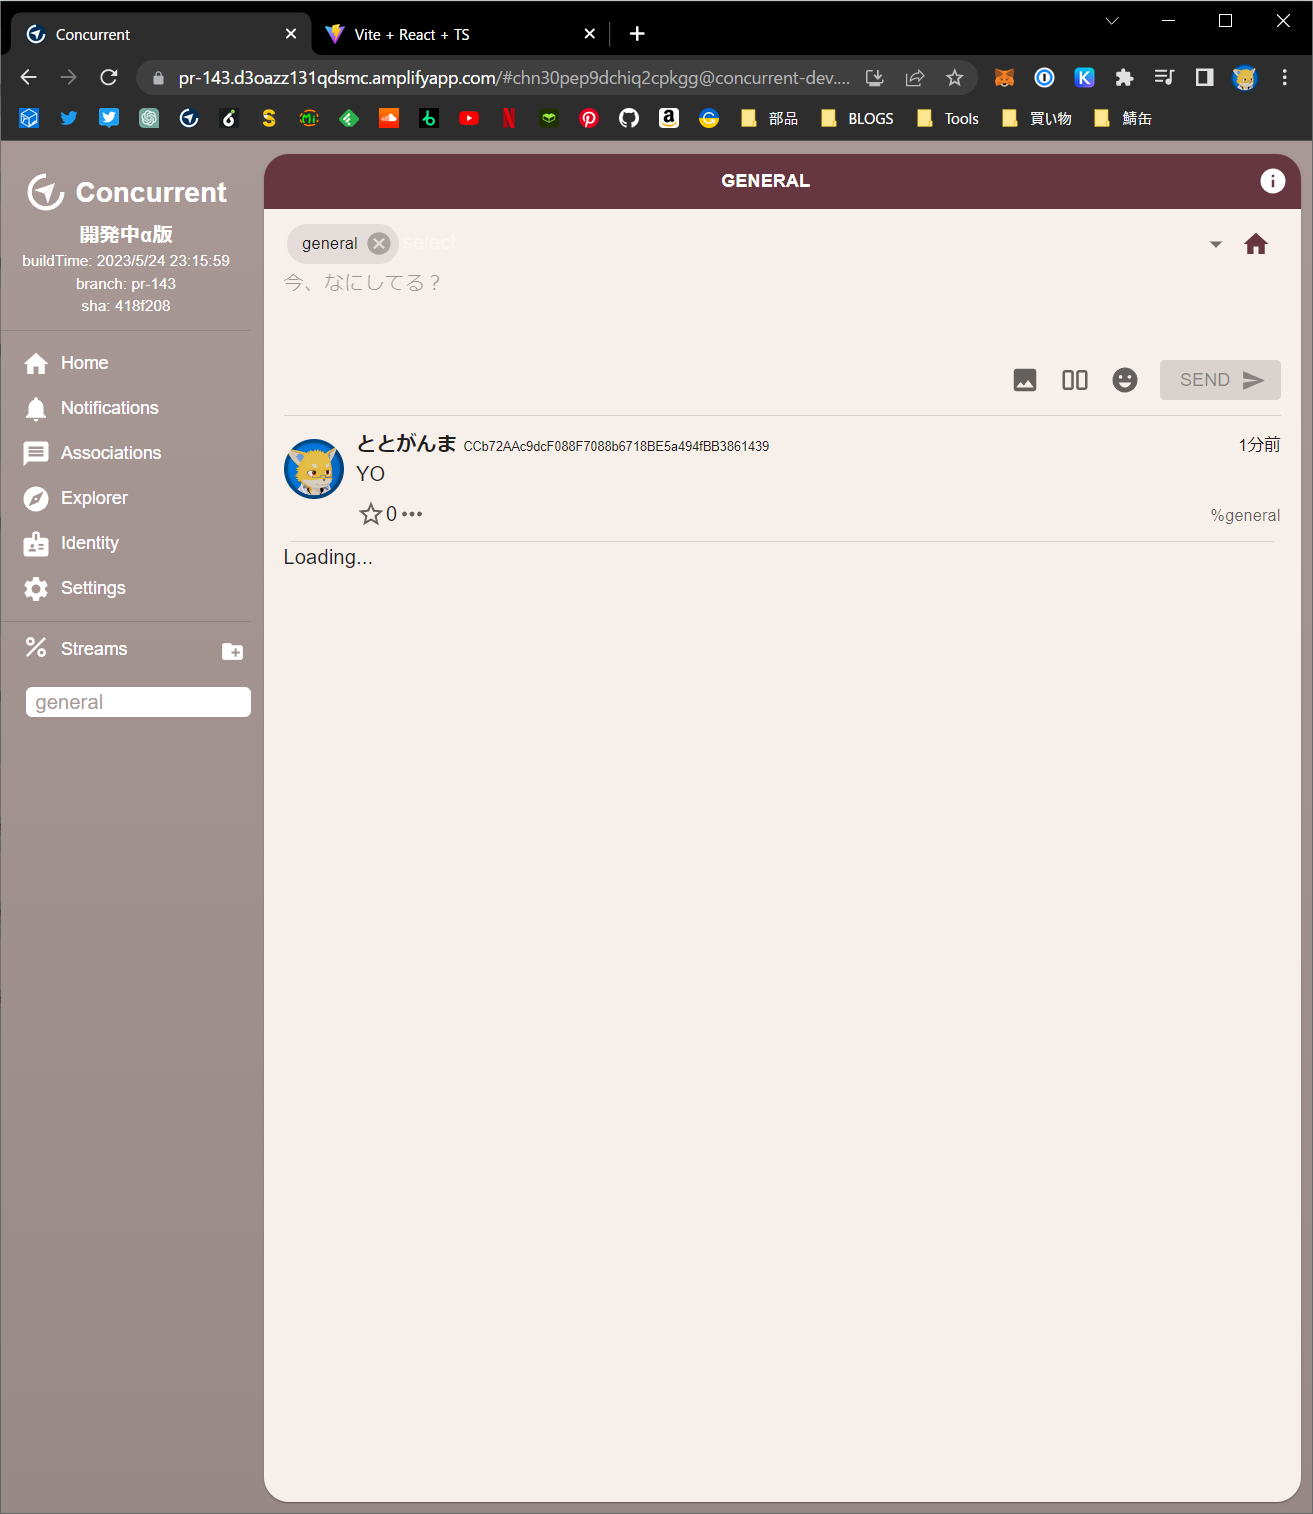 Concurrent
Vite + React + TS
pr-143.d3oazz131qdsmc.amplifyapp.com/#chn30pep9dchiq2cpkgg@concurrent-dev....
部品
BLOGS
Tools
買い物
鯖缶
Concurrent
開発中α版
buildTime: 2023/5/24 23:15:59
branch: pr-143
sha: 418f208
Home
Notifications
Associations
Explorer
Identity
Settings
Streams
general
GENERAL
general select
今、なにしてる？
SEND
ととがんま CCb72AAc9dcF088F7088b6718BE5a494fBB3861439 1分前
YO
0
%general
Loading...